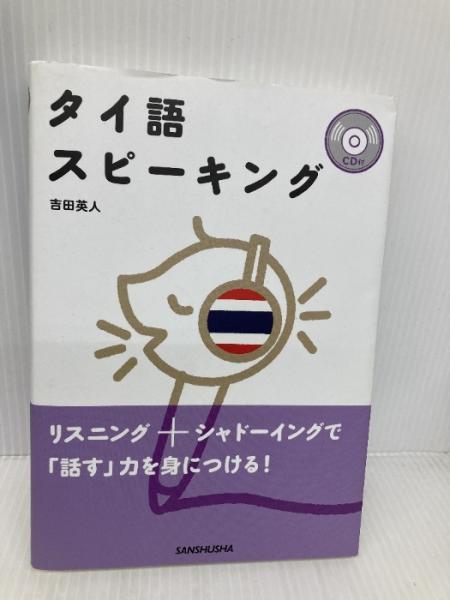 タイ語
スピーキング
CD付
吉田英人
リスニング＋シャドーイングで
「話す」力を身につける!
SANSHUSHA